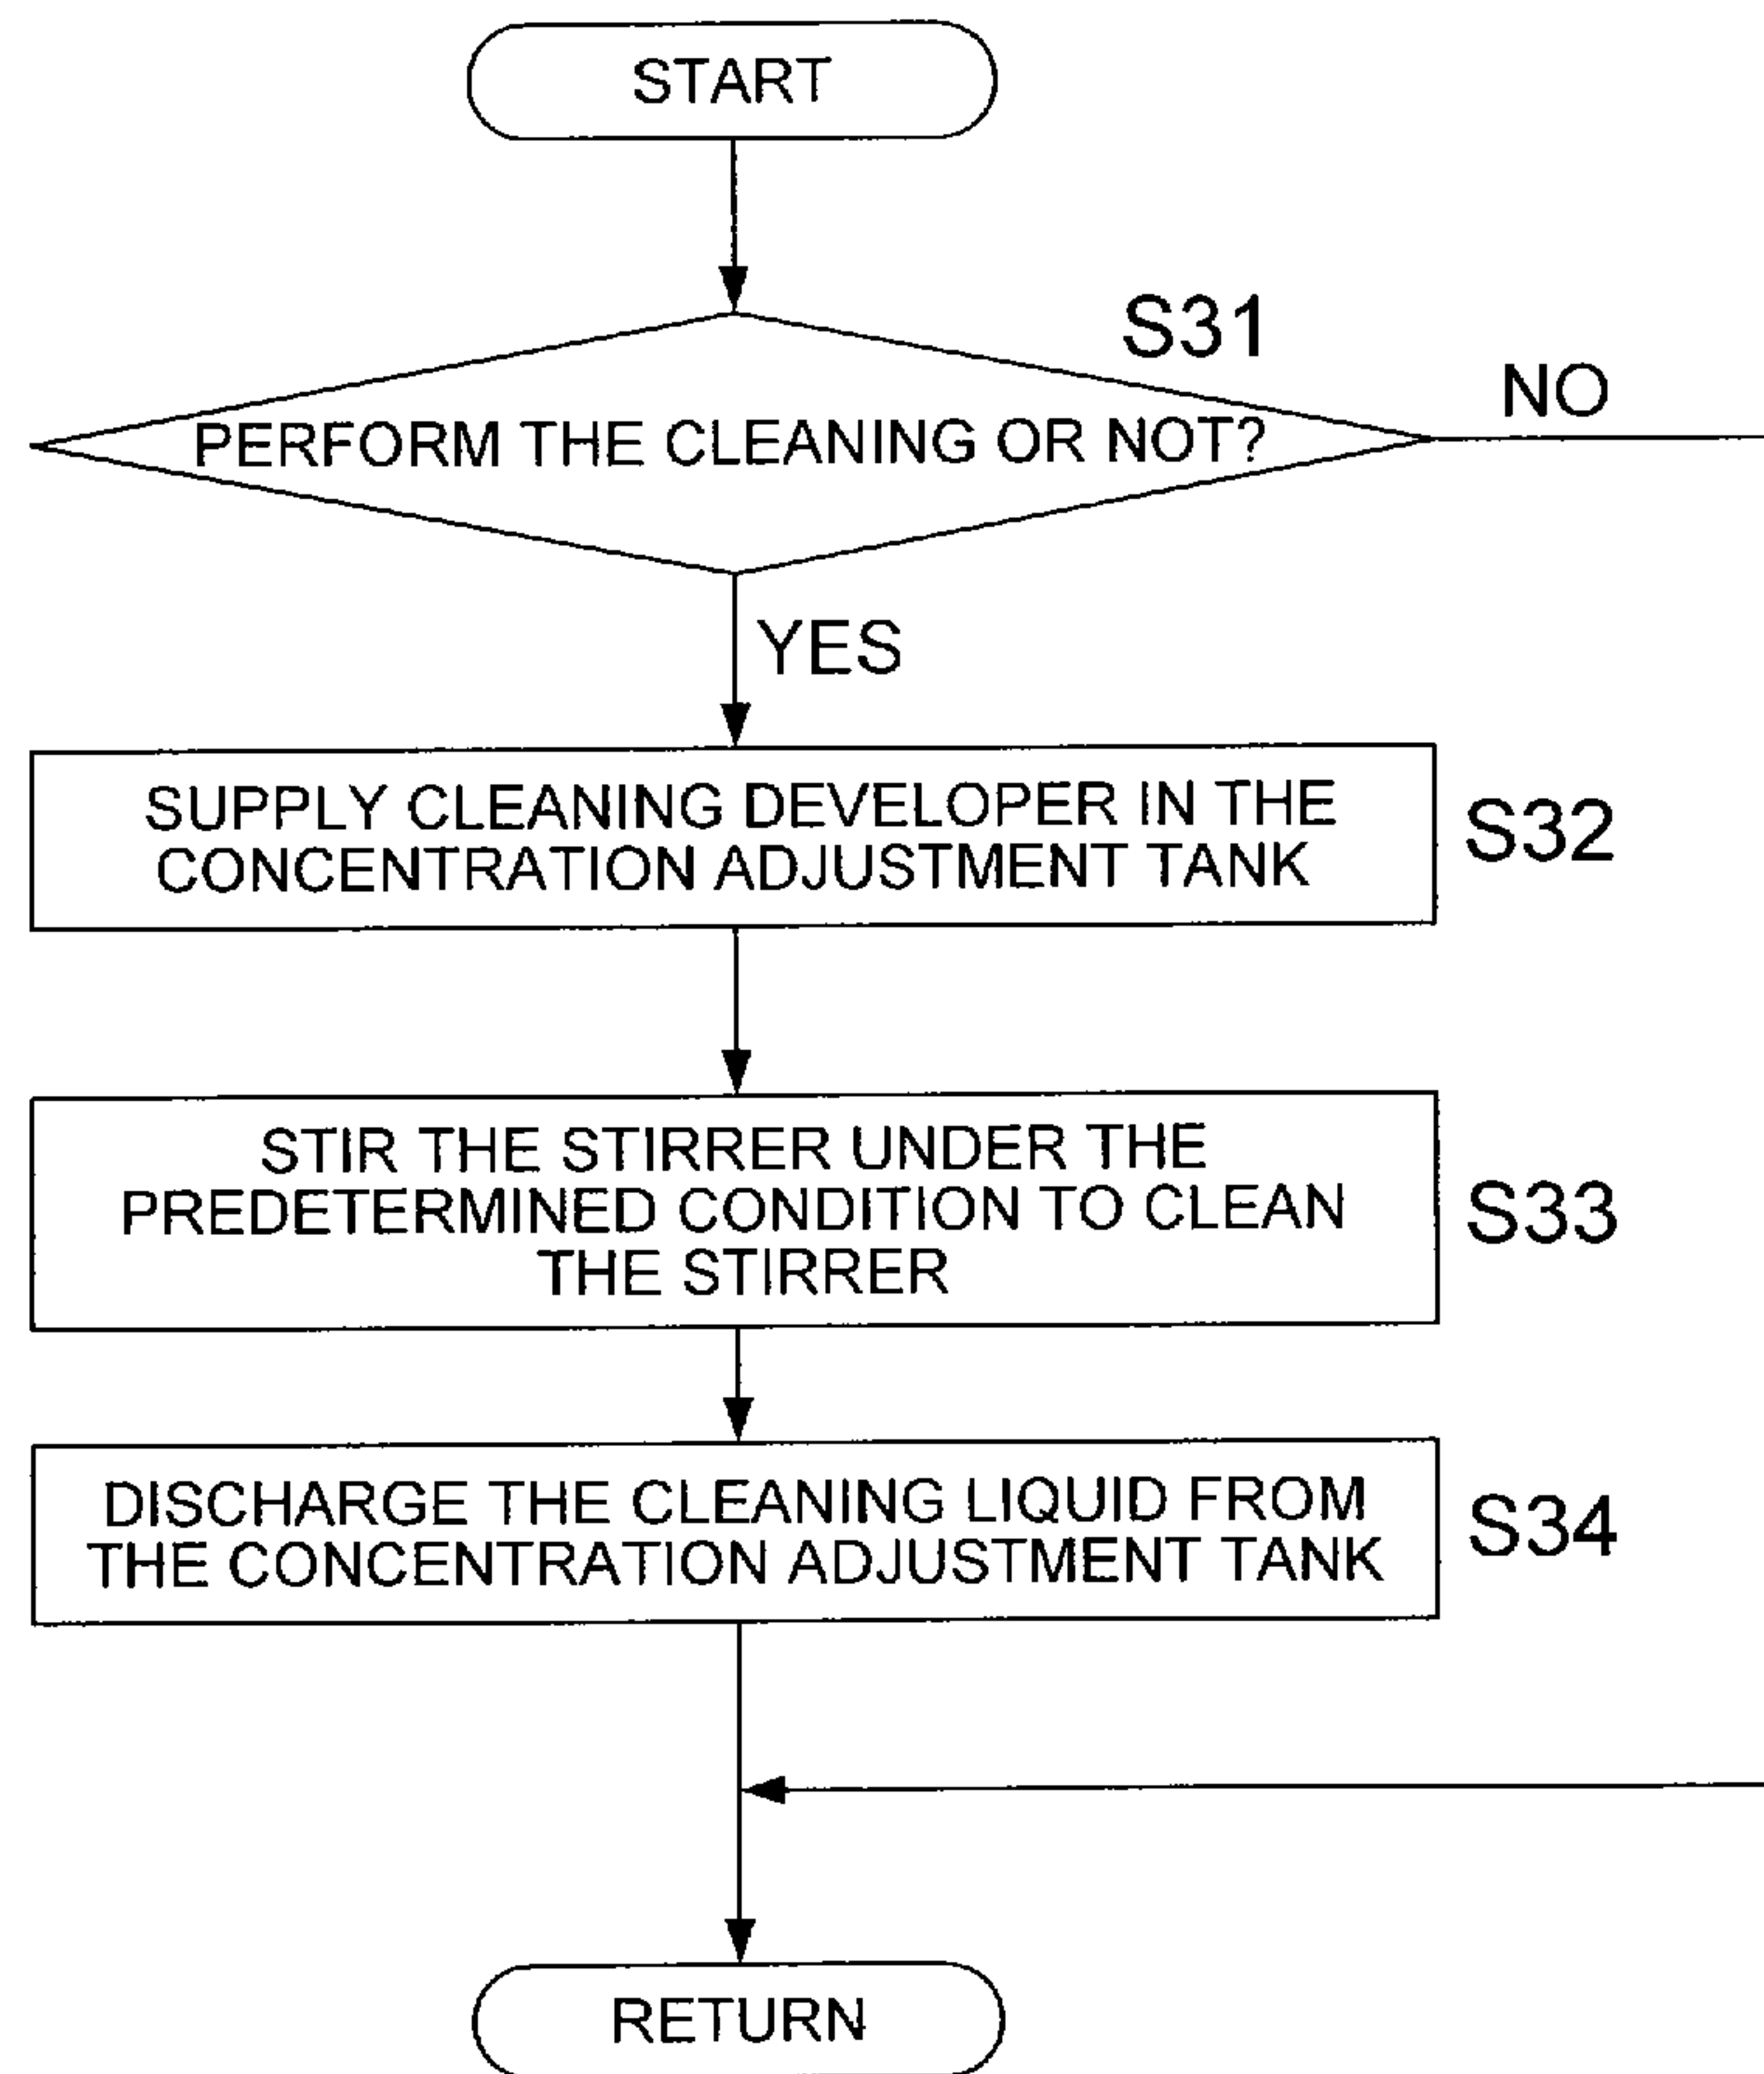 START
S31
NO
PERFORM THE CLEANING OR NOT?
YES
SUPPLY CLEANING DEVELOPER IN THE
CONCENTRATION ADJUSTMENT TANK
S32
STIR THE STIRRER UNDER THE
PREDETERMINED CONDITION TO CLEAN
THE STIRRER
S33
DISCHARGE THE CLEANING LIQUID FROM
THE CONCENTRATION ADJUSTMENT TANK
S34
RETURN